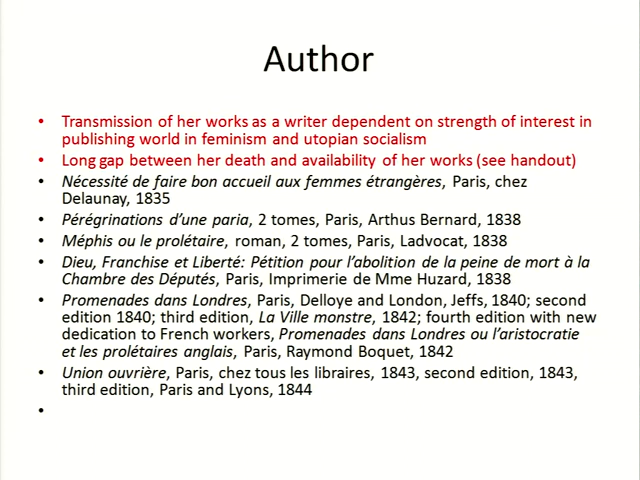 Author
• Transmission of her works as a writer dependent on strength of interest in
publishing world in feminism and utopian socialism
• Long gap between her death and availability of her works (see handout)
• Nécessité de faire bon accueil aux femmes étrangères, Paris, chez
Delaunay, 1835
• Pérégrinations d’une paria, 2 tomes, Paris, Arthus Bernard, 1838
• Méphis ou le prolétaire, roman, 2 tomes, Paris, Ladvocat, 1838
• Dieu, Franchise et Liberté: Pétition pour l’abolition de la peine de mort à la
Chambre des Députés, Paris, Imprimerie de Mme Huzard, 1838
• Promenades dans Londres, Paris, Delloye and London, Jeffs, 1840; second
edition 1840; third edition, La Ville monstre, 1842; fourth edition with new
dedication to French workers, Promenades dans Londres ou l’aristocratie
et les prolétaires anglais, Paris, Raymond Boquet, 1842
• Union ouvrière, Paris, chez tous les libraires, 1843, second edition, 1843,
third edition, Paris and Lyons, 1844
•